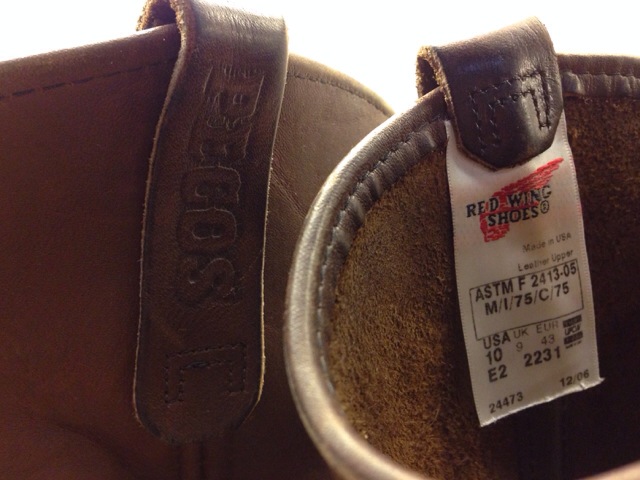 PECOS
RED WING
SHOES®
Made in USA
Leather Upper
ASTM F 2413-05
M/I/75/C/75
USA UK EUR
10 9 43
E2 2231
24473 12/06